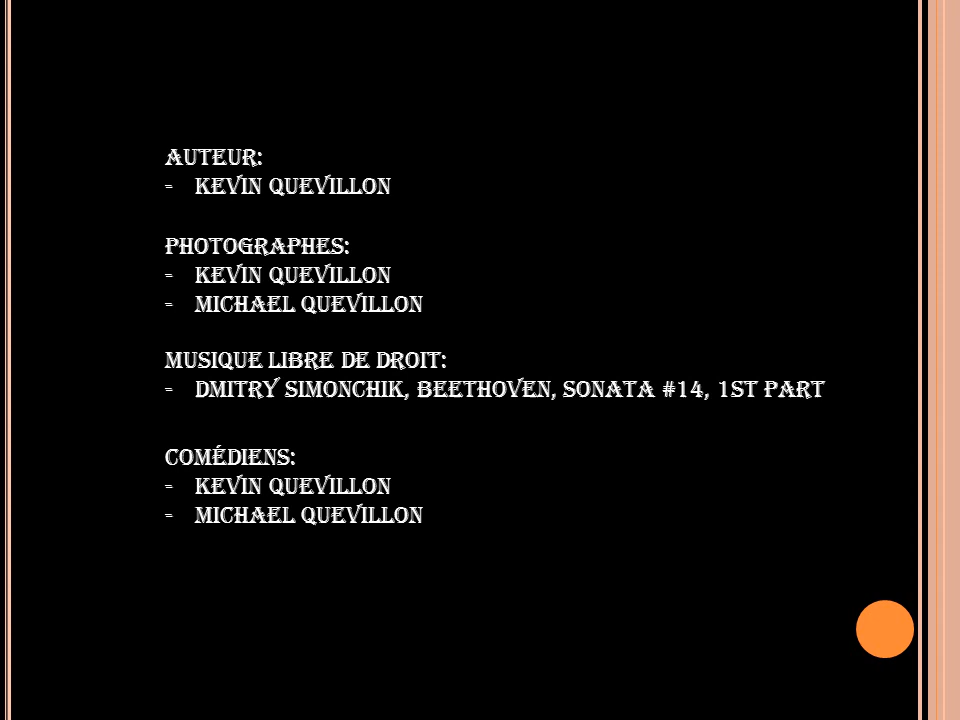 AUTEUR:
- KEVIN QUEVILLON
PHOTOGRAPHES:
- KEVIN QUEVILLON
- MICHAEL QUEVILLON
MUSIQUE LIBRE DE DROIT:
- DMITRY SIMONCHIK, BEETHOVEN, SONATA #14, 1ST PART
COMÉDIENS:
- KEVIN QUEVILLON
- MICHAEL QUEVILLON